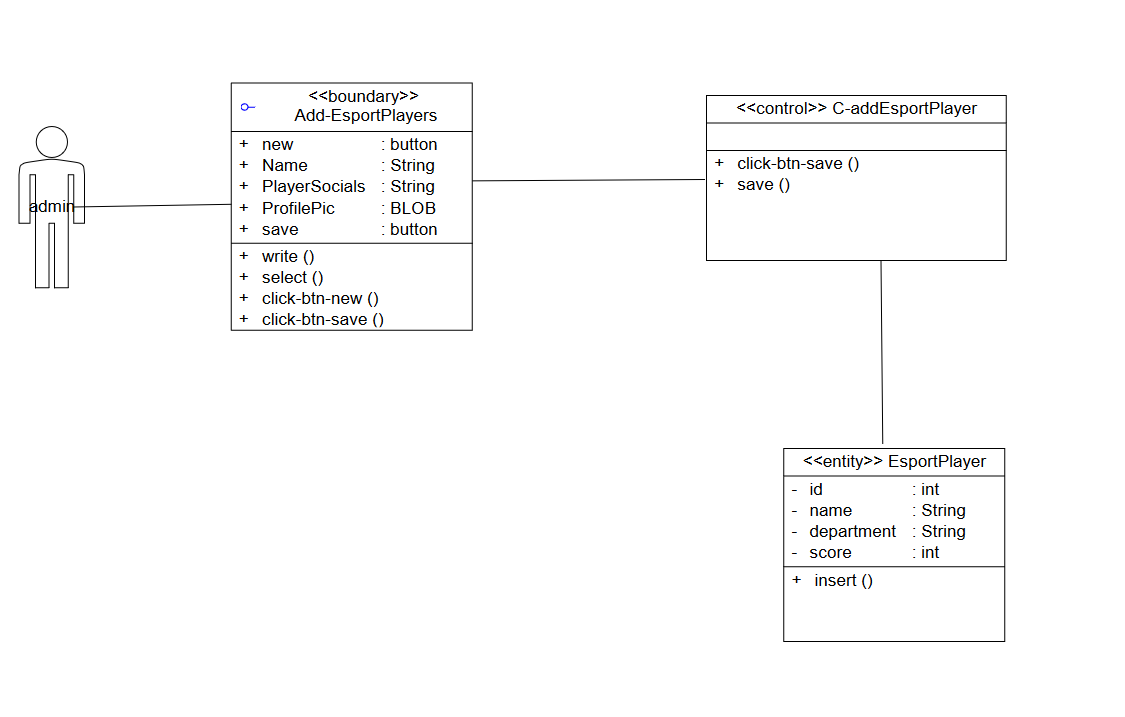 admin
<<boundary>>
Add-EsportPlayers
+ new : button
+ Name : String
+ PlayerSocials : String
+ ProfilePic : BLOB
+ save : button
+ write ()
+ select ()
+ click-btn-new ()
+ click-btn-save ()
<<control>> C-addEsportPlayer
+ click-btn-save ()
+ save ()
<<entity>> EsportPlayer
- id : int
- name : String
- department : String
- score : int
+ insert ()